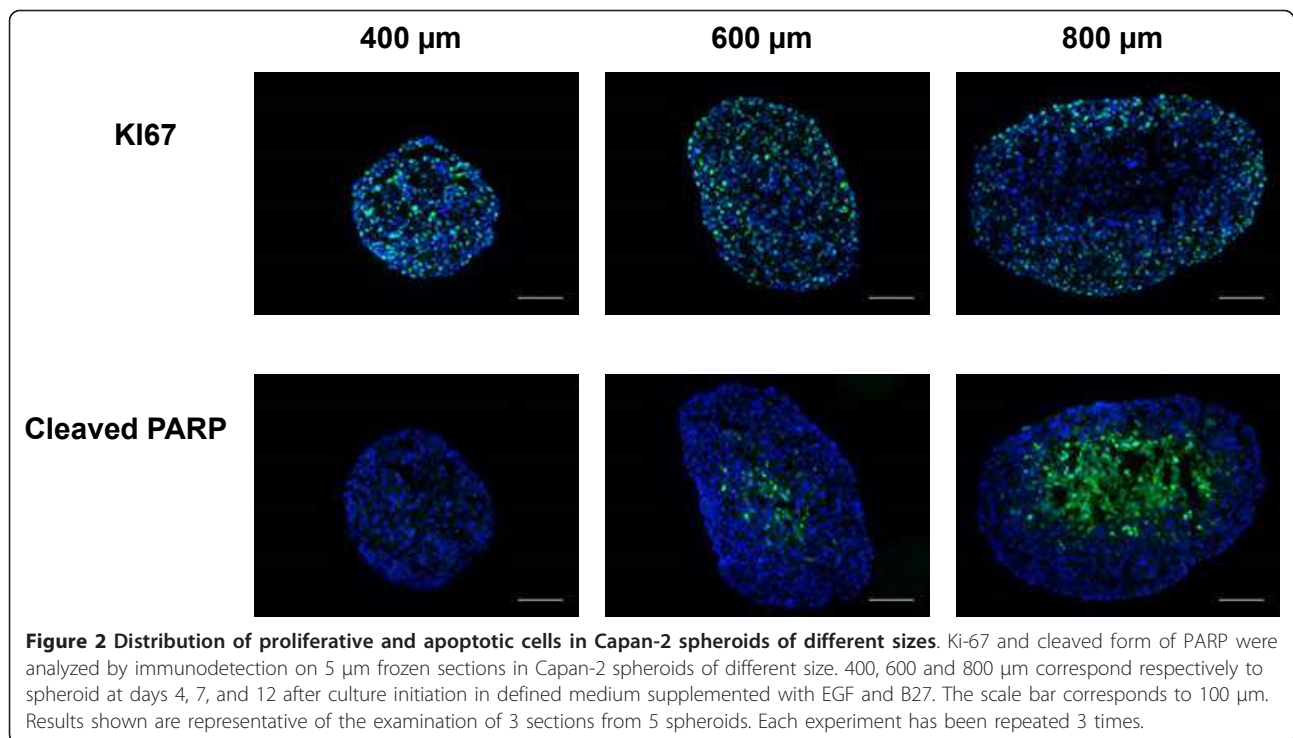 400 µm 600 µm 800 µm
KI67
Cleaved PARP
Figure 2 Distribution of proliferative and apoptotic cells in Capan-2 spheroids of different sizes. Ki-67 and cleaved form of PARP were
analyzed by immunodetection on 5 µm frozen sections in Capan-2 spheroids of different size. 400, 600 and 800 µm correspond respectively to
spheroid at days 4, 7, and 12 after culture initiation in defined medium supplemented with EGF and B27. The scale bar corresponds to 100 µm.
Results shown are representative of the examination of 3 sections from 5 spheroids. Each experiment has been repeated 3 times.